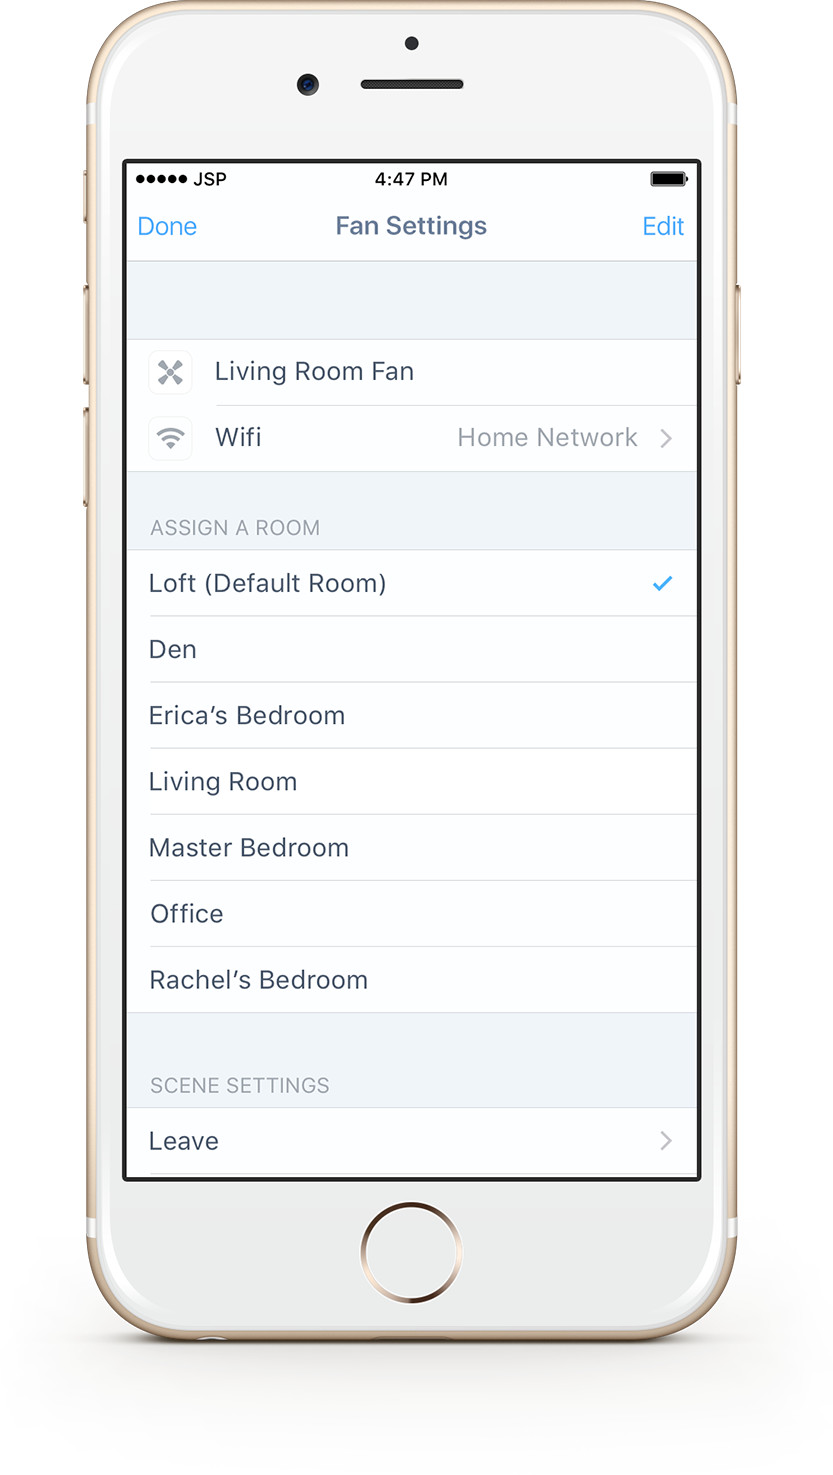 JSP 4:47 PM
Done Fan Settings Edit
Living Room Fan
Wifi Home Network
ASSIGN A ROOM
Loft (Default Room)
Den
Erica’s Bedroom
Living Room
Master Bedroom
Office
Rachel’s Bedroom
SCENE SETTINGS
Leave